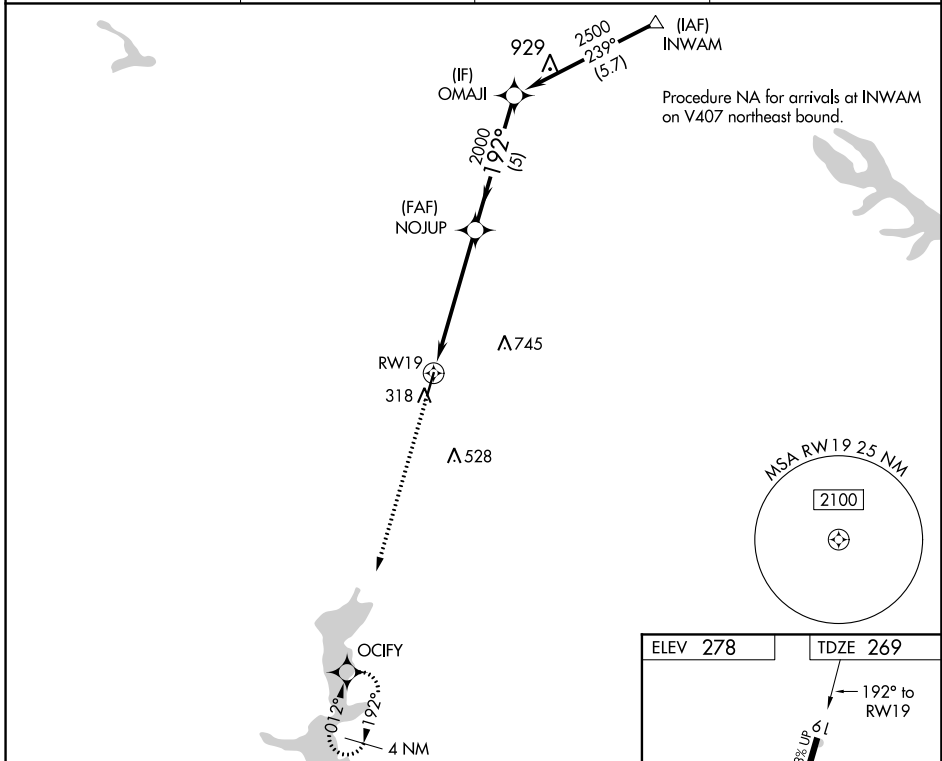 (IAF)
INWAM
2500
239°
(5.7)
929
(IF)
OMAJI
Procedure NA for arrivals at INWAM
on V407 northeast bound.
2000
192°
(5)
(FAF)
NOJUP
745
RW19
318
528
MSA RW19 25 NM
2100
OCIFY
012°
192°
4 NM
ELEV 278
TDZE 269
192° to
RW19
19
% UP